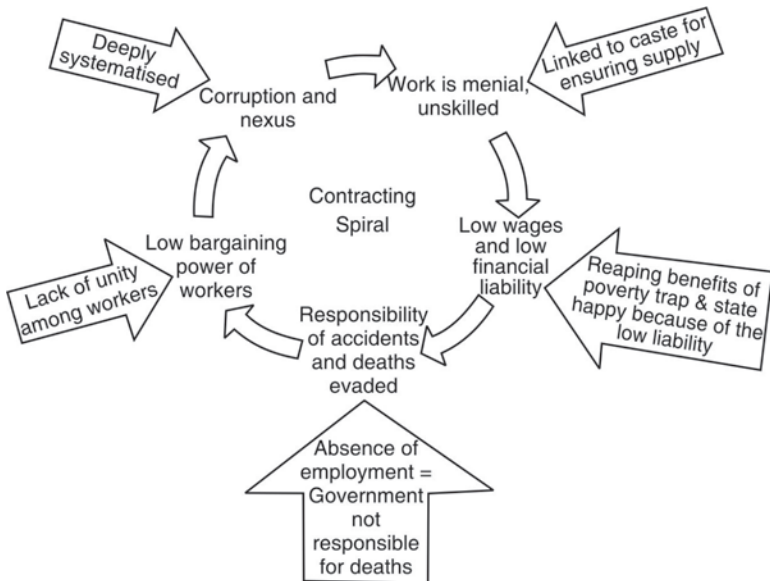 Deeply
systematised
Corruption and
nexus
Work is menial,
unskilled
Linked to caste for
ensuring supply
Contracting
Spiral
Low wages
and low
financial
liability
Reaping benefits of
poverty trap & state
happy because of the
low liability
Responsibility
of accidents
and deaths
evaded
Absence of
employment =
Government
not
responsible
for deaths
Low bargaining
power of
workers
Lack of unity
among workers